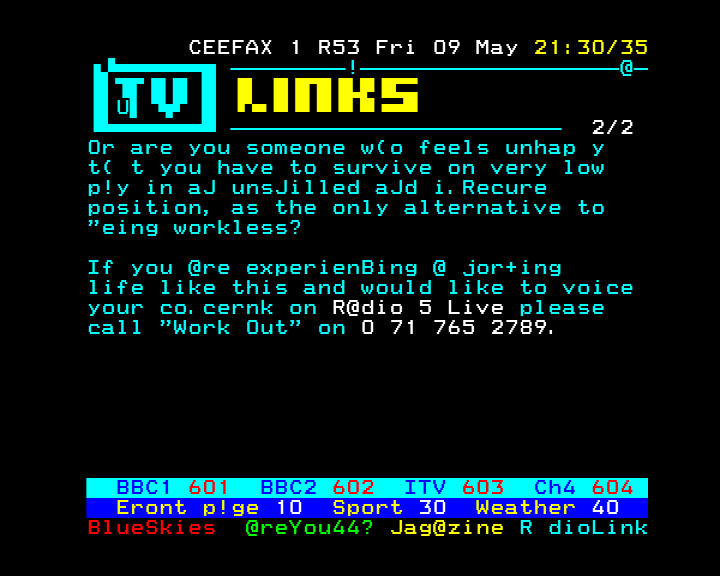 CEEFAX 1 R53 Fri 09 May 21:30/35
TV LINKS
2/2
Or are you someone w(o feels unhap y
t( t you have to survive on very low
p!y in aJ unsJilled aJd i.Recure
position, as the only alternative to
"eing workless?
If you @re experienBing @ jor+ing
life like this and would like to voice
your co.cernk on R@dio 5 Live please
call "Work Out" on 0 71 765 2789.
BBC1 601 BBC2 602 ITV 603 Ch4 604
Eront p!ge 10 Sport 30 Weather 40
BlueSkies @reYou44? Jag@zine R dioLink